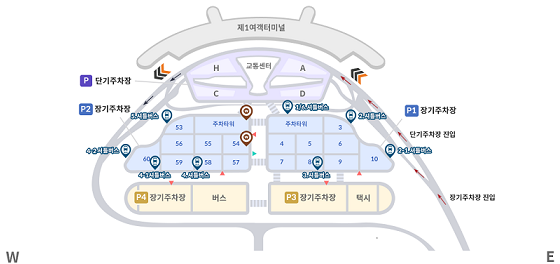 제1여객터미널
교통센터
H
A
C
D
P 단기주차장
P2 장기주차장
P1 장기주차장
단기주차장 진입
장기주차장 진입
1/6.셔틀버스
5.셔틀버스
2.셔틀버스
53
주차타워
주차타워
3
56
55
54
4
5
6
4-2.셔틀버스
2-1.셔틀버스
60
59
58
57
7
8
9
10
4-3.셔틀버스
4.셔틀버스
3.셔틀버스
P4 장기주차장
버스
P3 장기주차장
택시
W
E